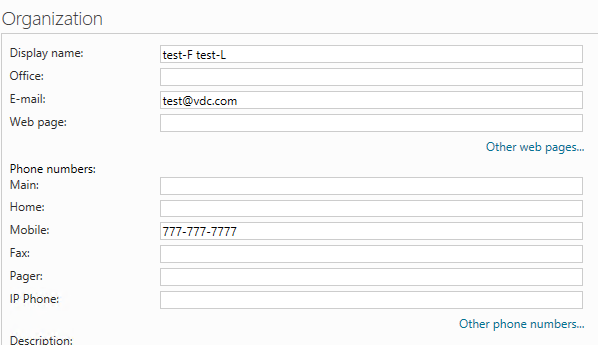 Organization
Display name: test-F test-L
Office:
E-mail: test@vdc.com
Web page:
Other web pages...
Phone numbers:
Main:
Home:
Mobile: 777-777-7777
Fax:
Pager:
IP Phone:
Other phone numbers...
Description: